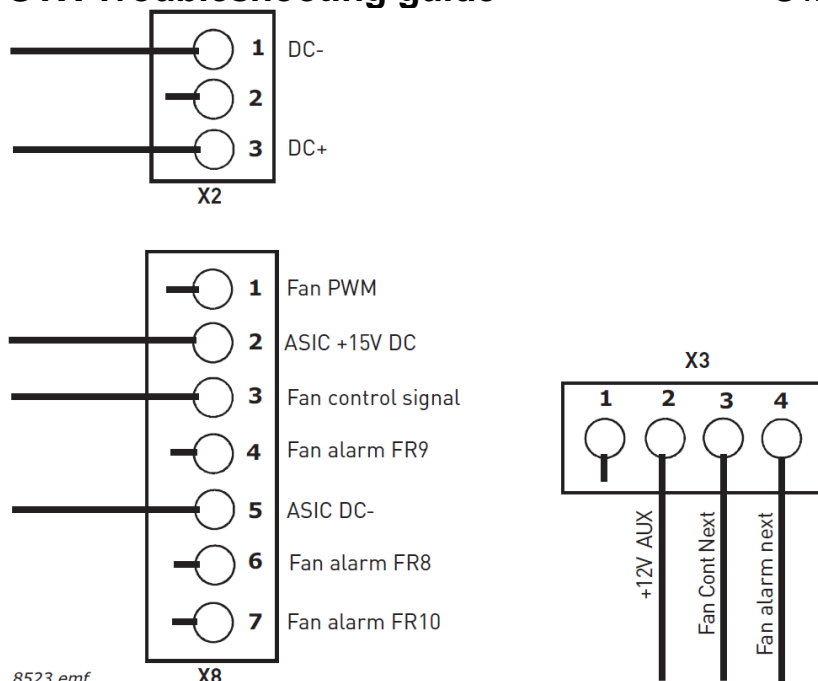 Troubleshooting guide
1 DC-
2
3 DC+
X2
1 Fan PWM
2 ASIC +15V DC
3 Fan control signal
4 Fan alarm FR9
5 ASIC DC-
6 Fan alarm FR8
7 Fan alarm FR10
8523.emf
X8
X3
1 2 3 4
+12V AUX
Fan Cont Next
Fan alarm next